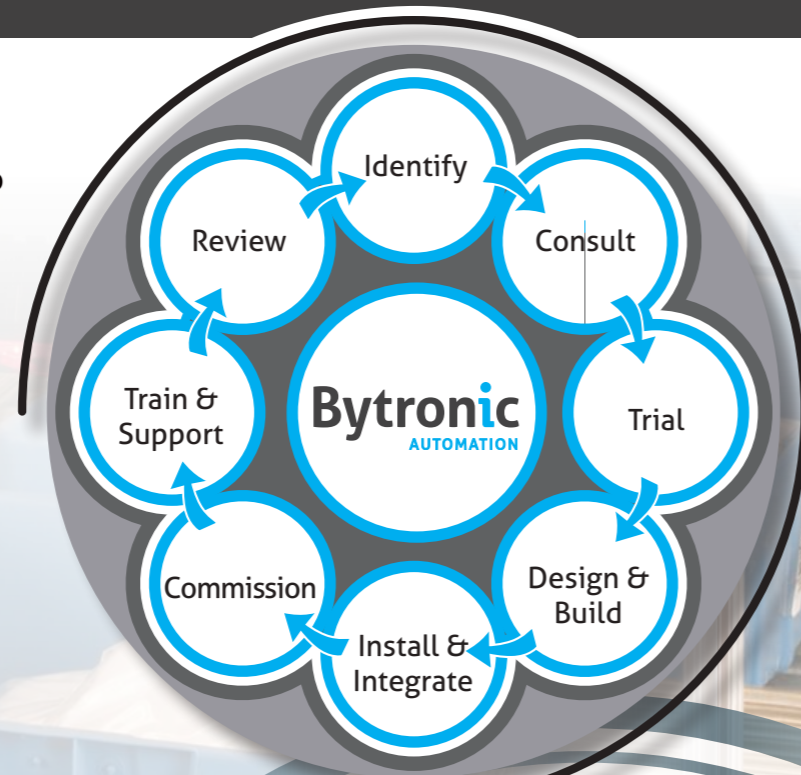 Identify
Consult
Trial
Design &
Build
Install &
Integrate
Commission
Train &
Support
Review
Bytronic
AUTOMATION